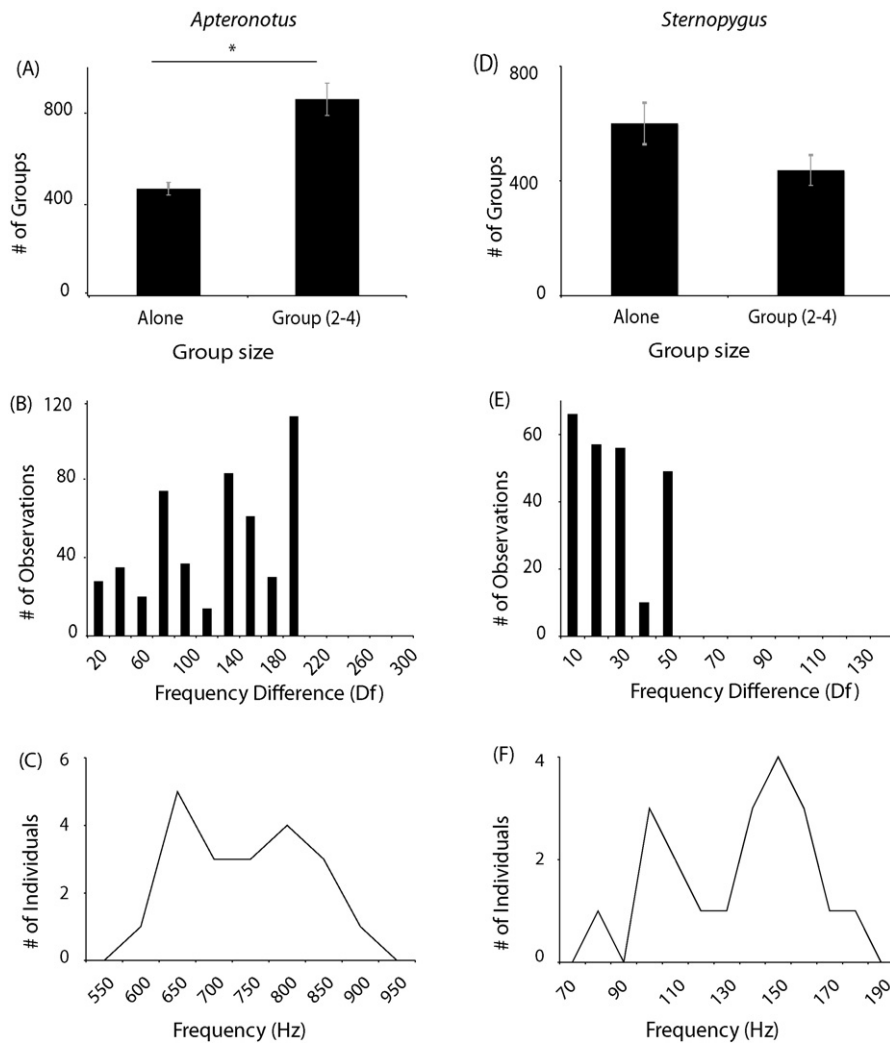 Apteronotus
(A)
*
# of Groups
800
400
0
Alone Group (2-4)
Group size
(B)
# of Observations
120
80
40
0
20 60 100 140 180 220 260 300
Frequency Difference (Df)
(C)
# of Individuals
6
4
2
0
550 600 650 700 750 800 850 900 950
Frequency (Hz)
Sternopygus
(D)
# of Groups
800
400
0
Alone Group (2-4)
Group size
(E)
# of Observations
60
40
20
0
10 30 50 70 90 110 130
Frequency Difference (Df)
(F)
# of Individuals
4
2
0
70 90 110 130 150 170 190
Frequency (Hz)